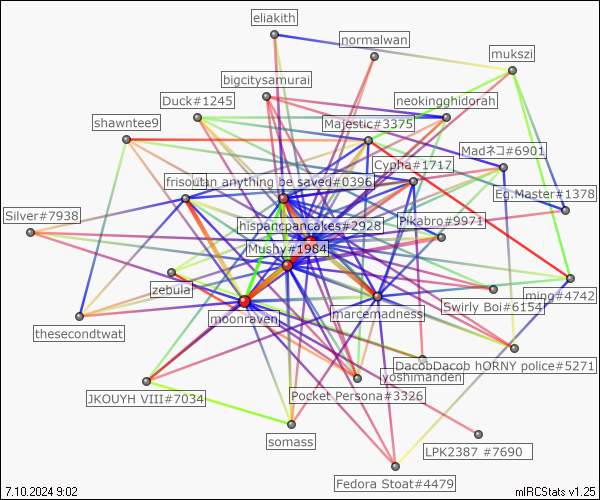 eliakith
normalwan
mukszi
bigcitysamurai
Duck#1245
neokingghidorah
shawntee9
Majestic#3375
Madネコ#6901
Cypha#1717
an anything be saved#0396
Eg.Master#1378
Silver#7938
Pikabro#9971
hispancpancakes#2928
Mushy#1984
zebula
ming#4742
Swirly Boi#6154
moonraven
marcemadness
thesecondtwat
DacobDacob hORNY police#5271
yoshimanden
JKOUYH VIII#7034
Pocket Persona#3326
somass
LPK2387 #7690
Fedora Stoat#4479
7.10.2024 9:02
mIRCStats v1.25